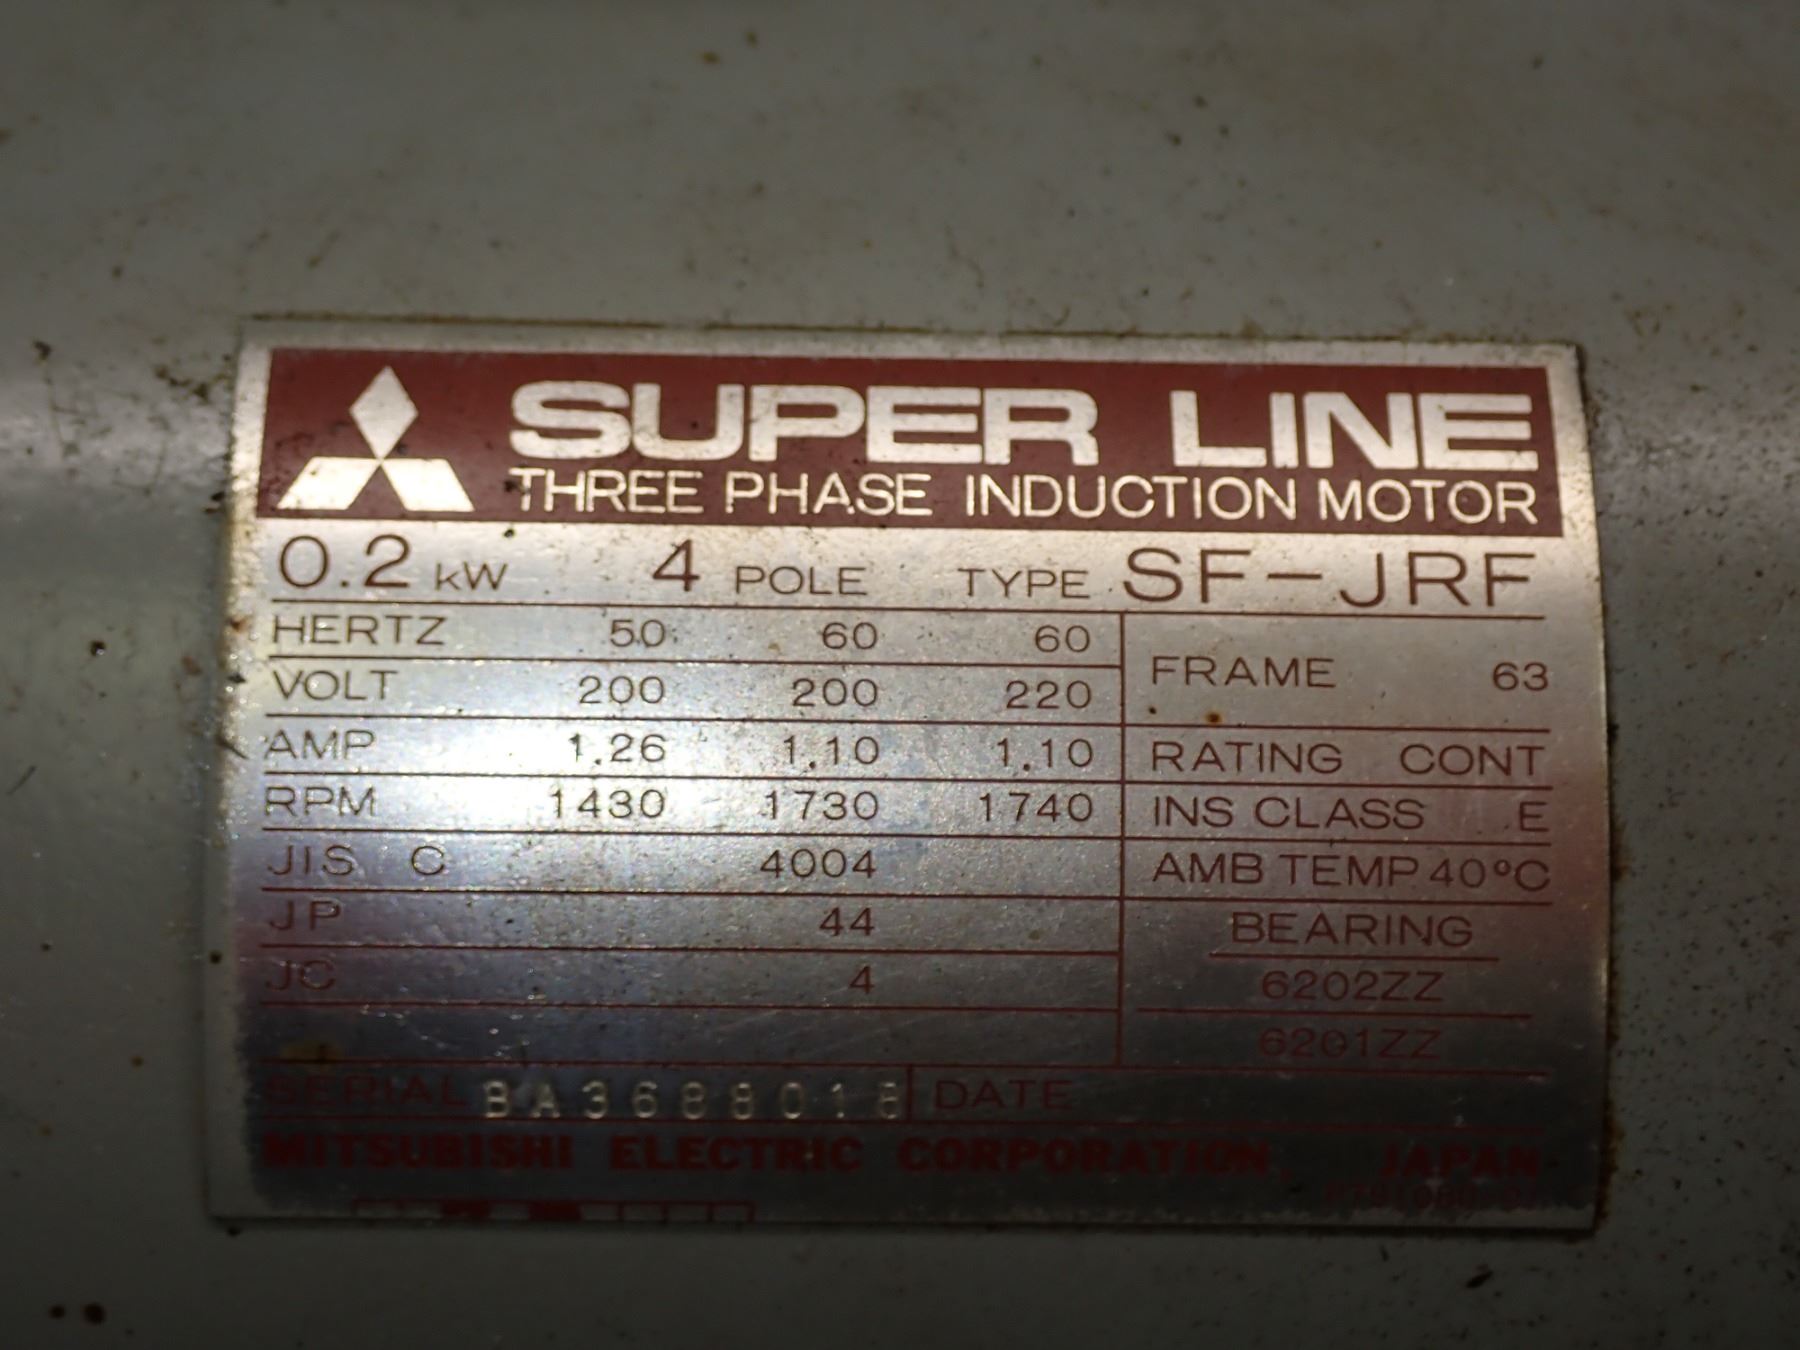 SUPER LINE
THREE PHASE INDUCTION MOTOR
0.2 kW 4 POLE TYPE SF-JRF
HERTZ 50 60 60
VOLT 200 200 220
AMP 1.26 1.10 1.10
RPM 1430 1730 1740
JIS C 4004
JP 44
JC 4
FRAME 63
RATING CONT
INS CLASS E
AMB TEMP 40°C
BEARING
6202ZZ
6201ZZ
SERIAL BA3688018 DATE
MITSUBISHI ELECTRIC CORPORATION, JAPAN